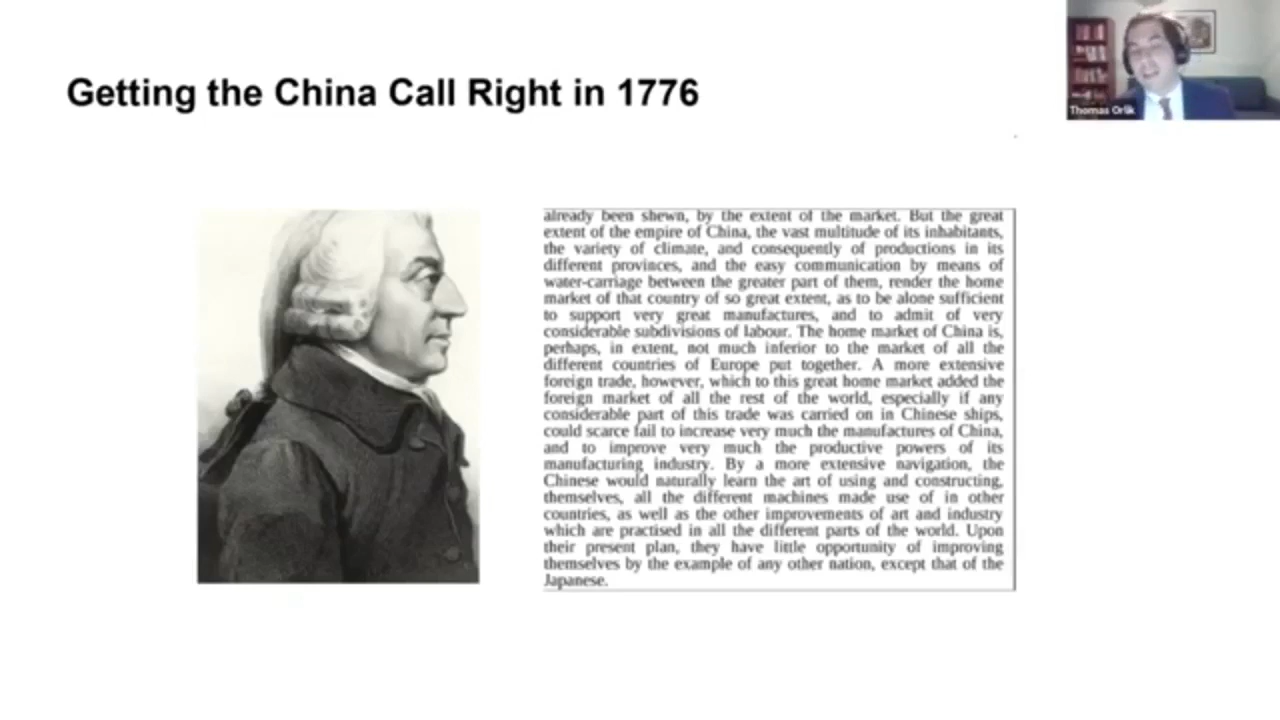 Getting the China Call Right in 1776
Thomas Orlik
already been shewn, by the extent of the market. But the great
extent of the empire of China, the vast multitude of its inhabitants,
the variety of climate, and consequently of productions in its
different provinces, and the easy communication by means of
water-carriage between the greater part of them, render the home
market of that country of so great extent, as to be alone sufficient
to support very great manufactures, and to admit of very
considerable subdivisions of labour. The home market of China is,
perhaps, in extent, not much inferior to the market of all the
different countries of Europe put together. A more extensive
foreign trade, however, which to this great home market added the
foreign market of all the rest of the world, especially if any
considerable part of this trade was carried on in Chinese ships,
could scarce fail to increase very much the manufactures of China,
and to improve very much the productive powers of its
manufacturing industry. By a more extensive navigation, the
Chinese would naturally learn the art of using and constructing,
themselves, all the different machines made use of in other
countries, as well as the other improvements of art and industry
which are practised in all the different parts of the world. Upon
their present plan, they have little opportunity of improving
themselves by the example of any other nation, except that of the
Japanese.